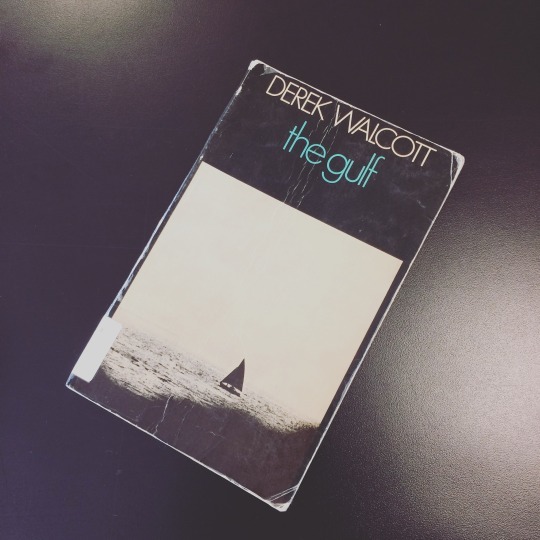 DEREK WALCOTT
the gulf